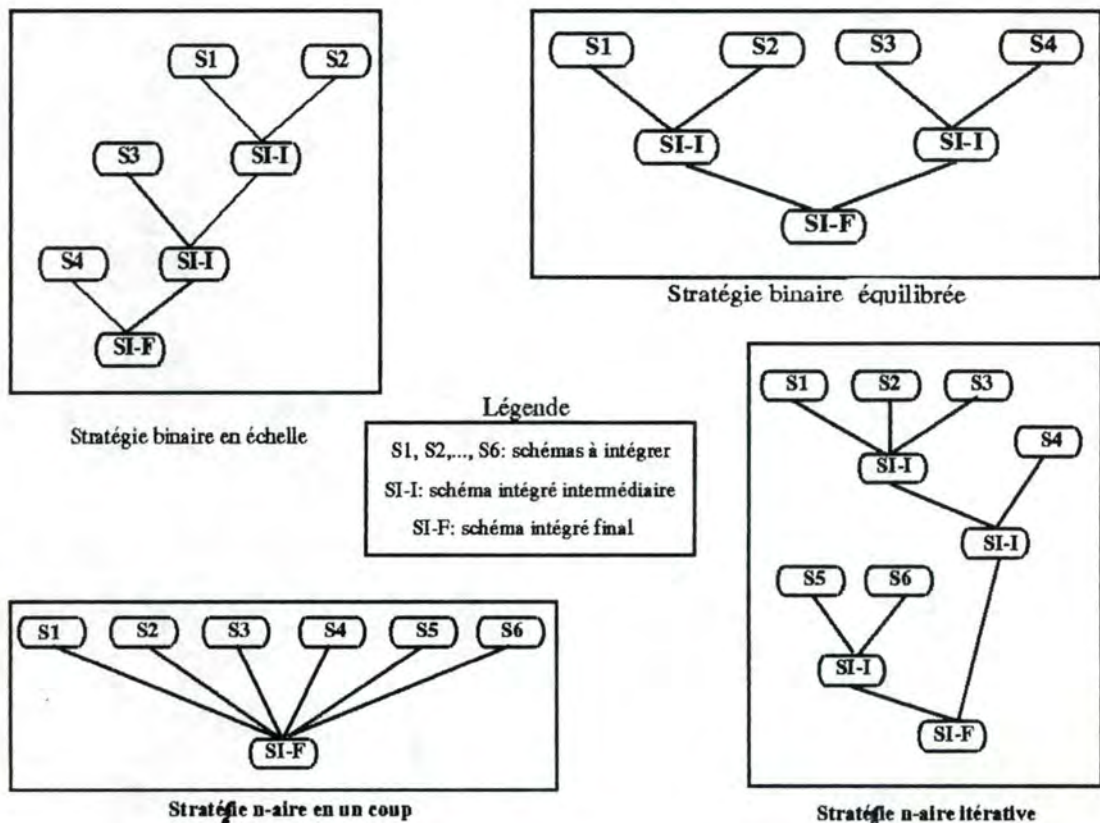 S1 S2
S3 SI-I
S4 SI-I
SI-F
Stratégie binaire en échelle
S1 S2 S3 S4
SI-I SI-I
SI-F
Stratégie binaire équilibrée
Légende
S1, S2,..., S6: schémas à intégrer
SI-I: schéma intégré intermédiaire
SI-F: schéma intégré final
S1 S2 S3
S4
SI-I
SI-I
S5 S6
SI-I
SI-F
Stratégie n-aire itérative
S1 S2 S3 S4 S5 S6
SI-F
Stratégie n-aire en un coup